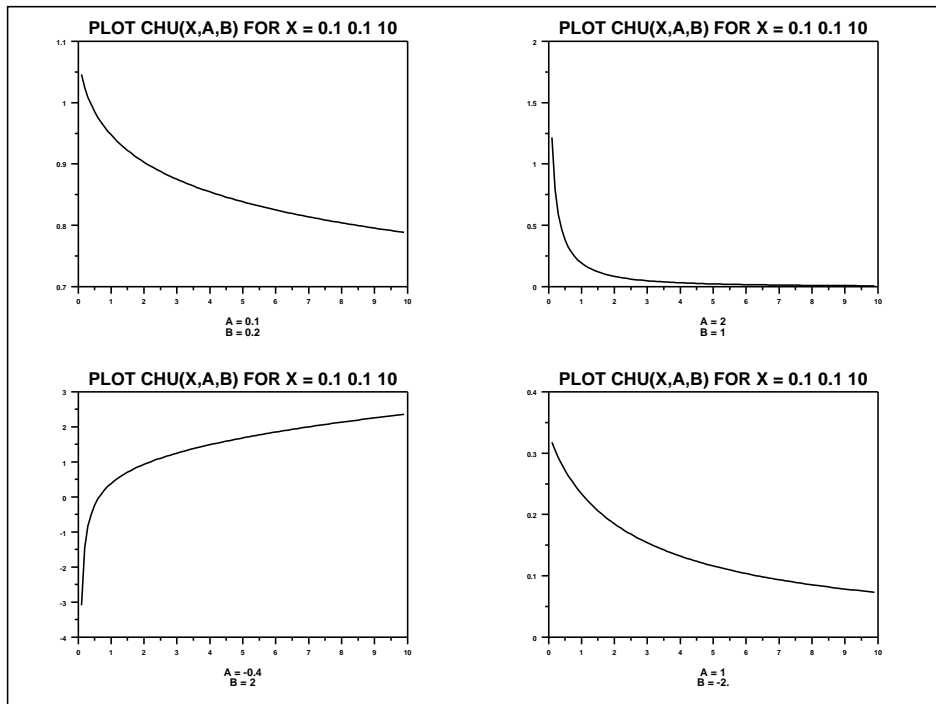 PLOT CHU(X,A,B) FOR X = 0.1 0.1 10
1.1
1
0.9
0.8
0.7
0 1 2 3 4 5 6 7 8 9 10
A = 0.1
B = 0.2
PLOT CHU(X,A,B) FOR X = 0.1 0.1 10
2
1.5
1
0.5
0
0 1 2 3 4 5 6 7 8 9 10
A = 2
B = 1
PLOT CHU(X,A,B) FOR X = 0.1 0.1 10
3
2
1
0
-1
-2
-3
-4
0 1 2 3 4 5 6 7 8 9 10
A = -0.4
B = 2
PLOT CHU(X,A,B) FOR X = 0.1 0.1 10
0.4
0.3
0.2
0.1
0
0 1 2 3 4 5 6 7 8 9 10
A = 1
B = -2.